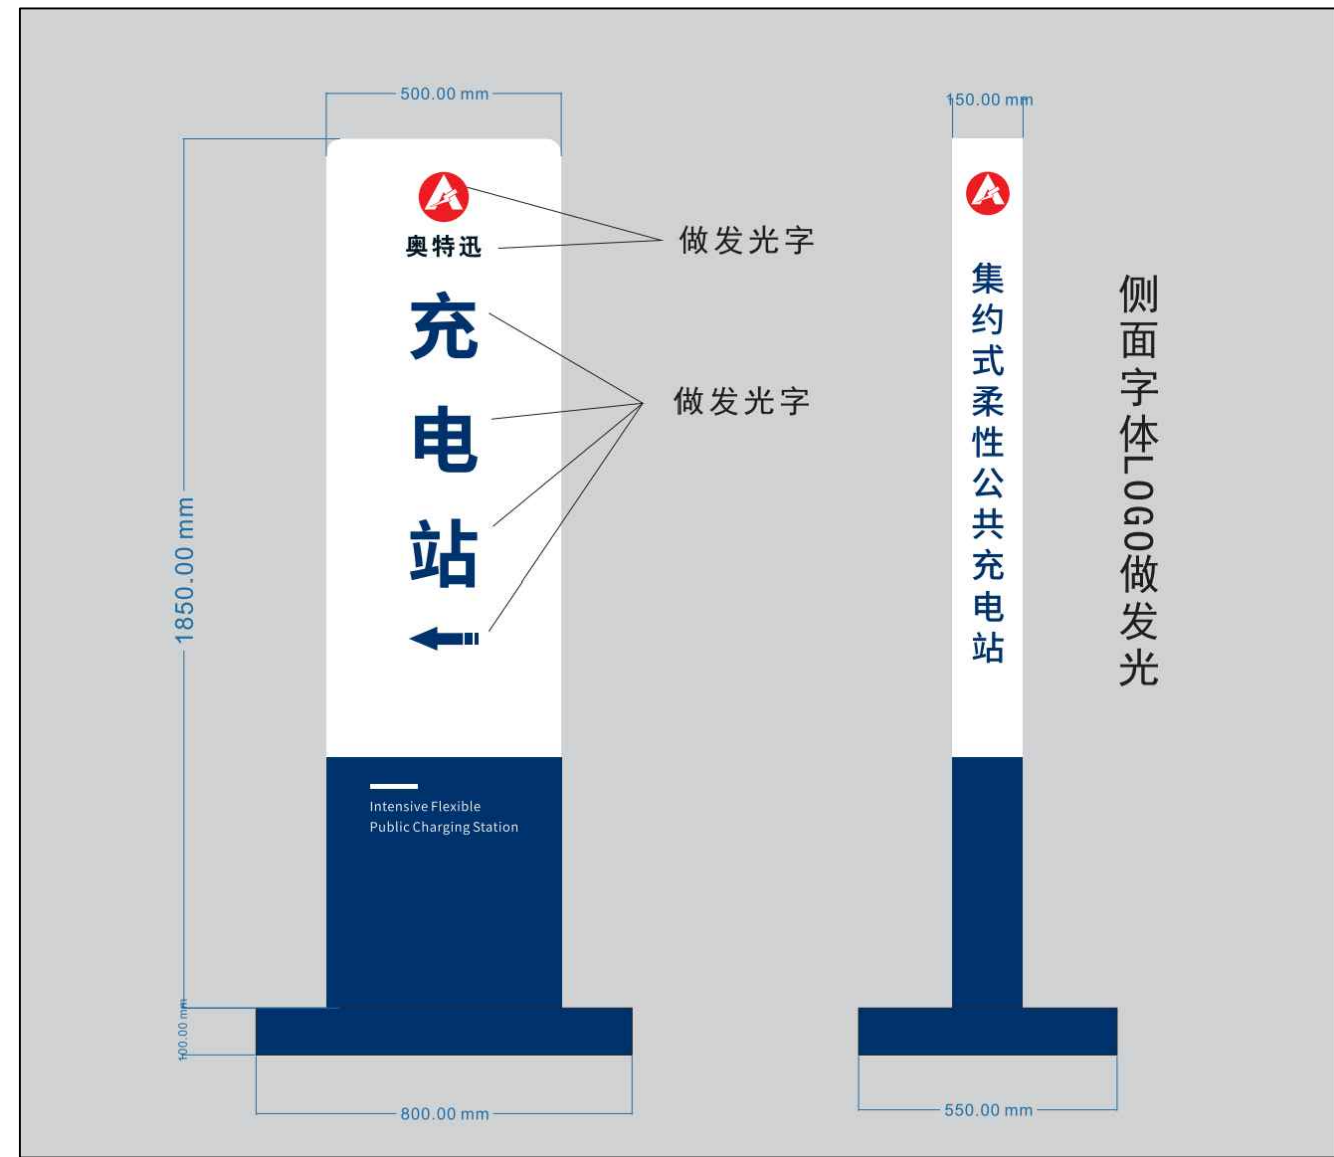 500.00 mm
150.00 mm
奥特迅
做发光字
充
电
站
做发光字
1850.00 mm
Intensive Flexible
Public Charging Station
100.00 mm
800.00 mm
集约式柔性公共充电站
侧面字体LOGO做发光
550.00 mm